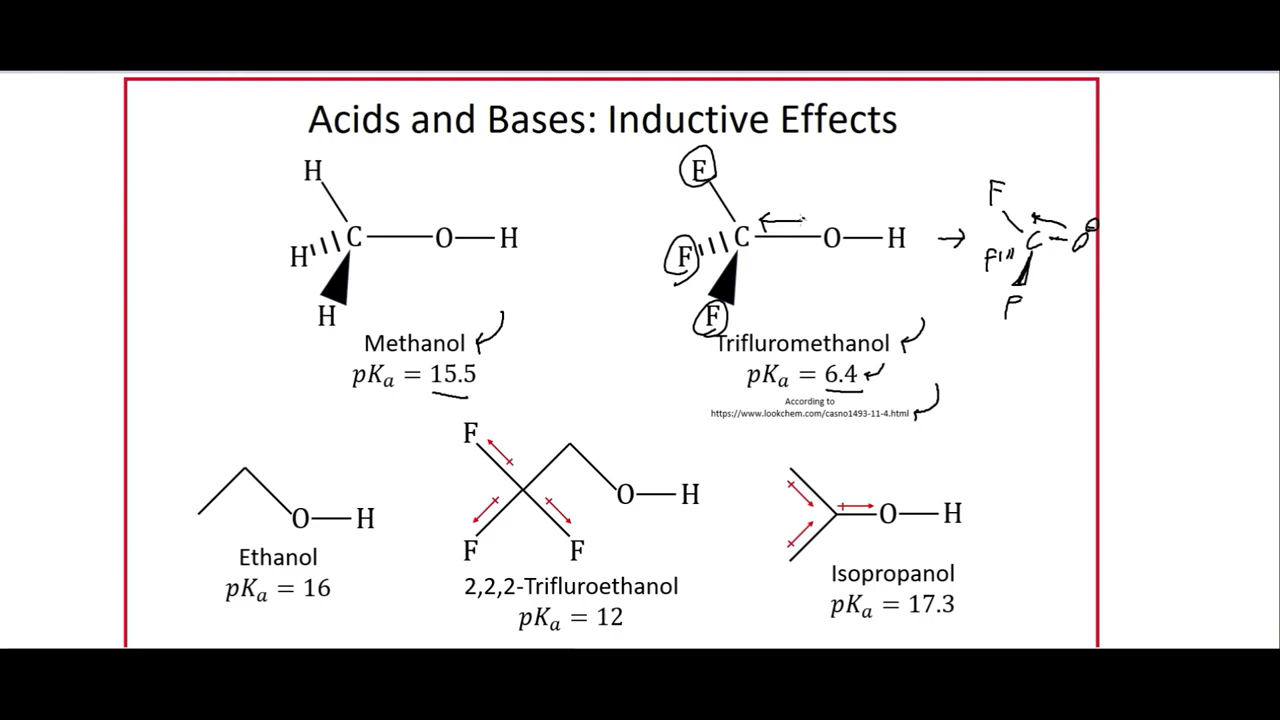 Acids and Bases: Inductive Effects
H
C
O
H
H
H
Methanol
pKₐ = 15.5
F
C
O
H
F
F
Trifluromethanol
pKₐ = 6.4
According to
https://www.lookchem.com/casno1493-11-4.html
F
C
O⊖
F
F
O
H
Ethanol
pKₐ = 16
F
O
H
F
F
2,2,2-Trifluroethanol
pKₐ = 12
O
H
Isopropanol
pKₐ = 17.3